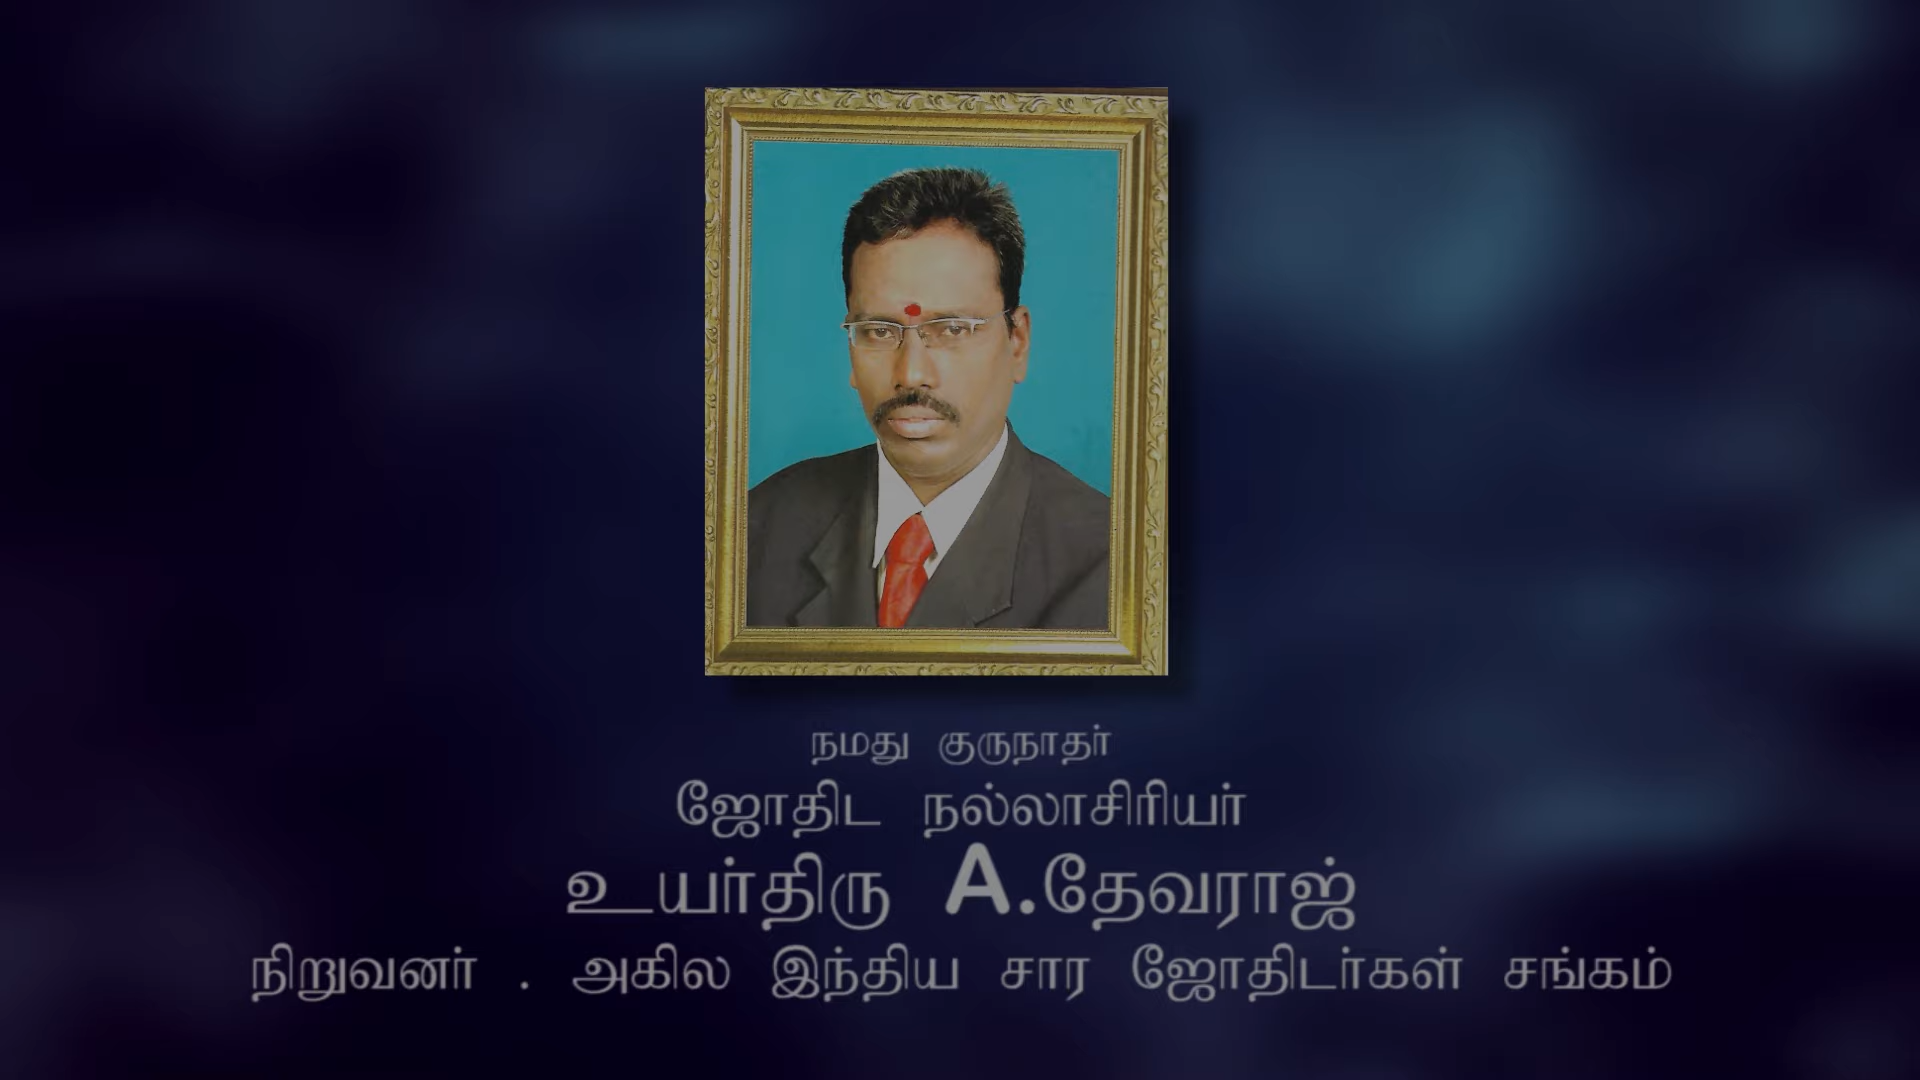 நமது குருநாதர்
ஜோதிட நல்லாசிரியர்
உயர்திரு A.தேவராஜ்
நிறுவனர் . அகில இந்திய சார ஜோதிடர்கள் சங்கம்